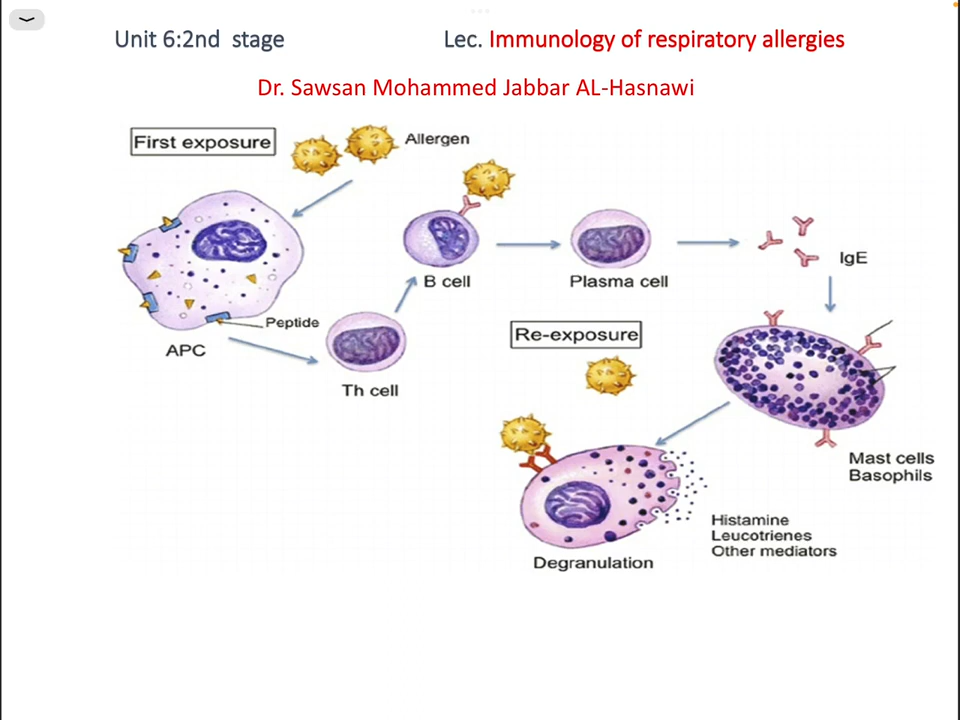 Unit 6:2nd stage
Lec. Immunology of respiratory allergies
Dr. Sawsan Mohammed Jabbar AL-Hasnawi
First exposure
Allergen
B cell
Plasma cell
IgE
Peptide
APC
Th cell
Re-exposure
Mast cells
Basophils
Histamine
Leucotrienes
Other mediators
Degranulation